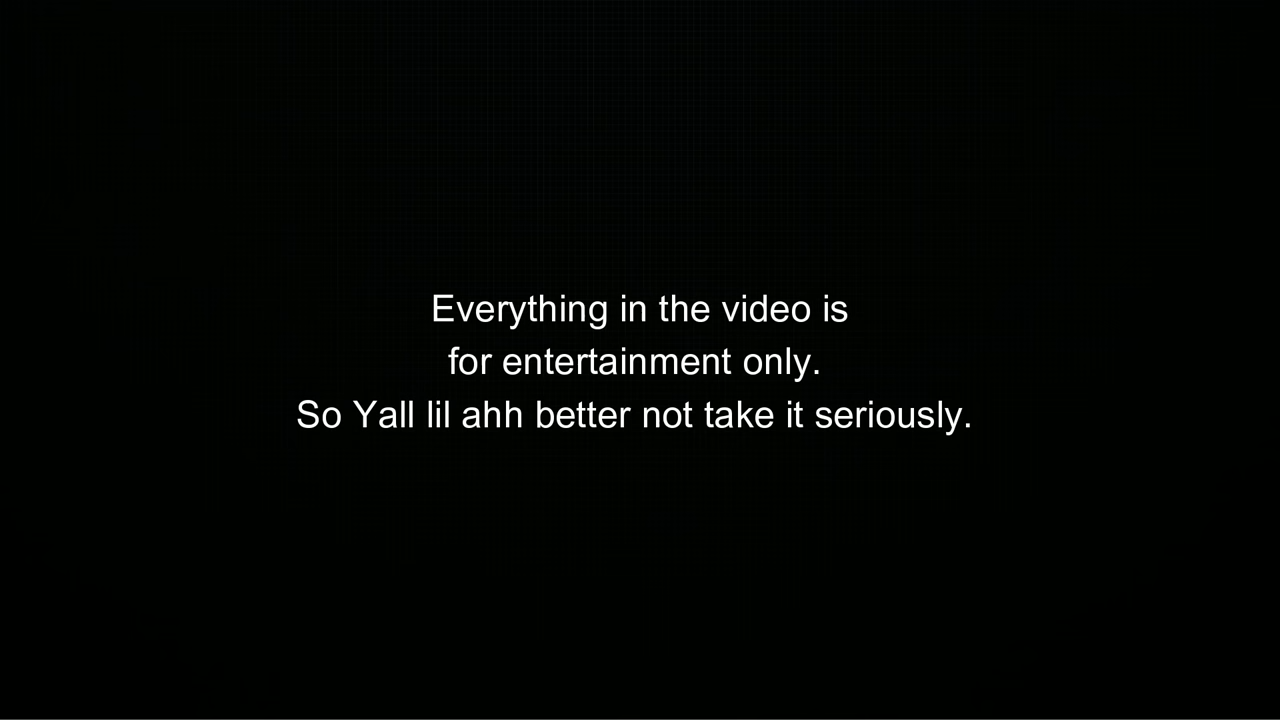 Everything in the video is
for entertainment only.
So Yall lil ahh better not take it seriously.